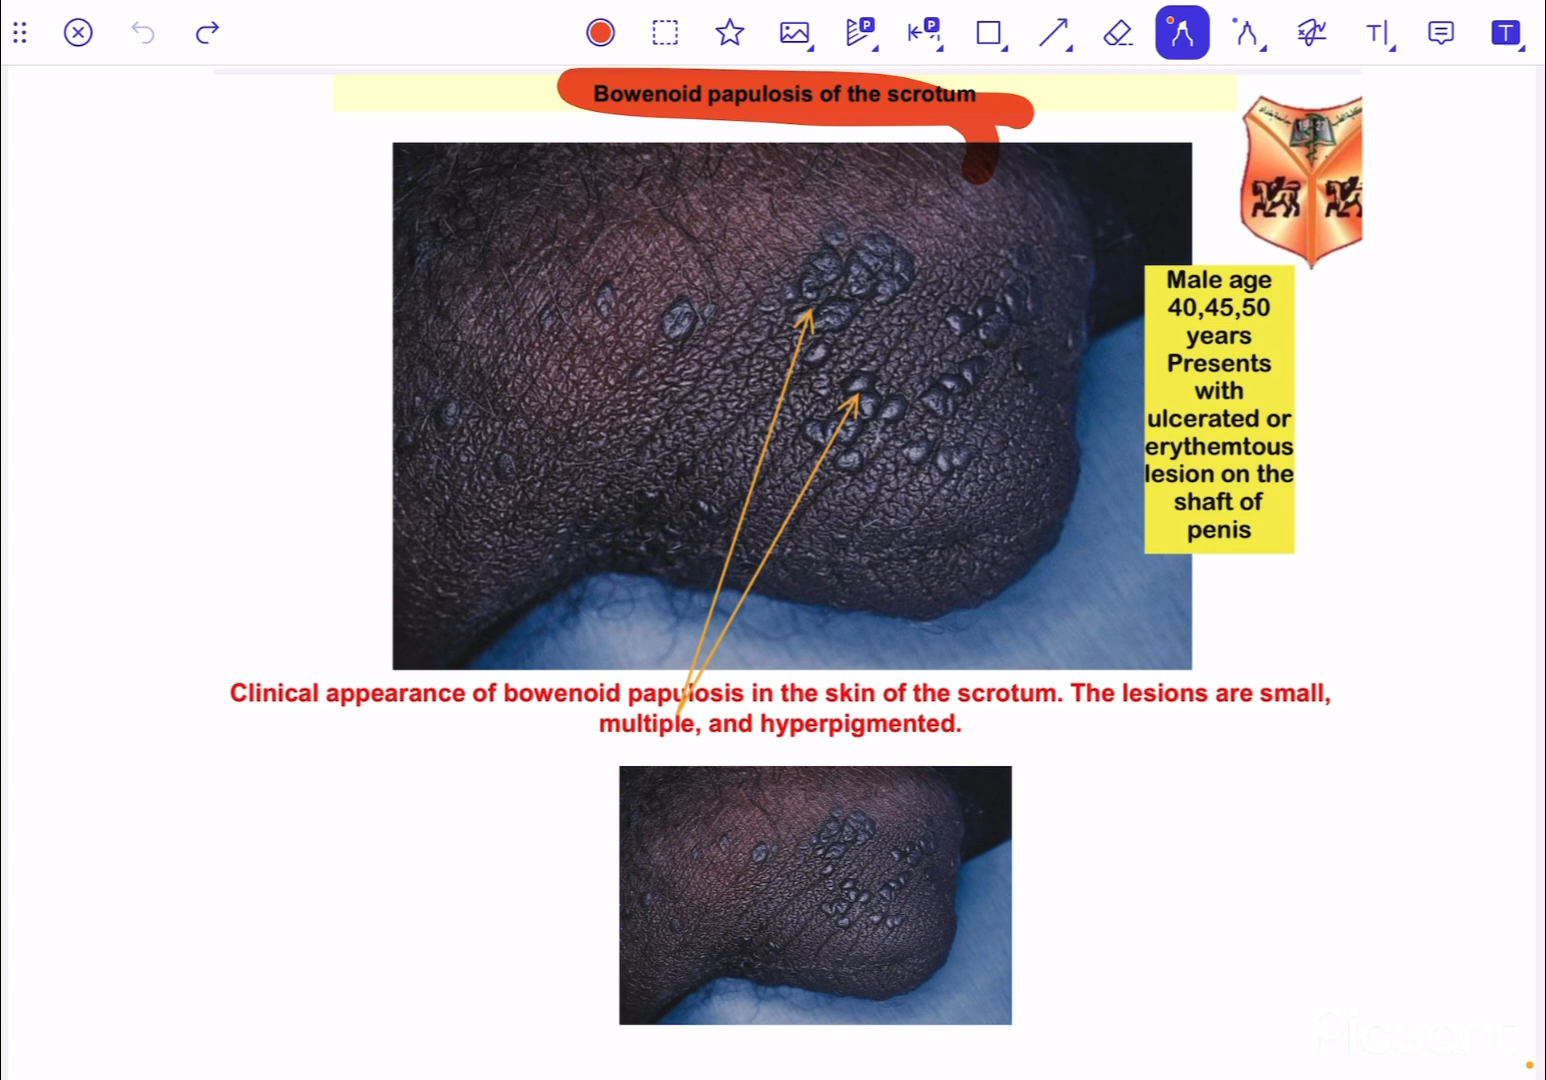 Bowenoid papulosis of the scrotum
Male age
40,45,50
years
Presents
with
ulcerated or
erythemtous
lesion on the
shaft of
penis
Clinical appearance of bowenoid papulosis in the skin of the scrotum. The lesions are small,
multiple, and hyperpigmented.
Picsart